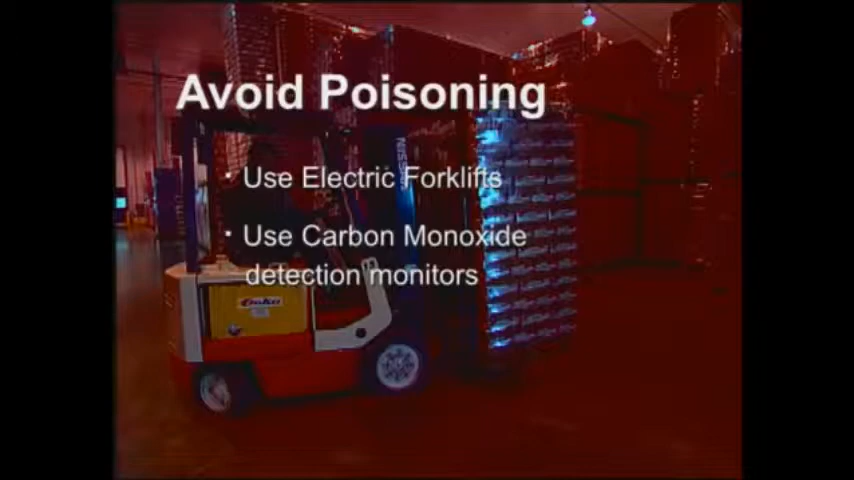 Avoid Poisoning
· Use Electric Forklifts
· Use Carbon Monoxide
detection monitors